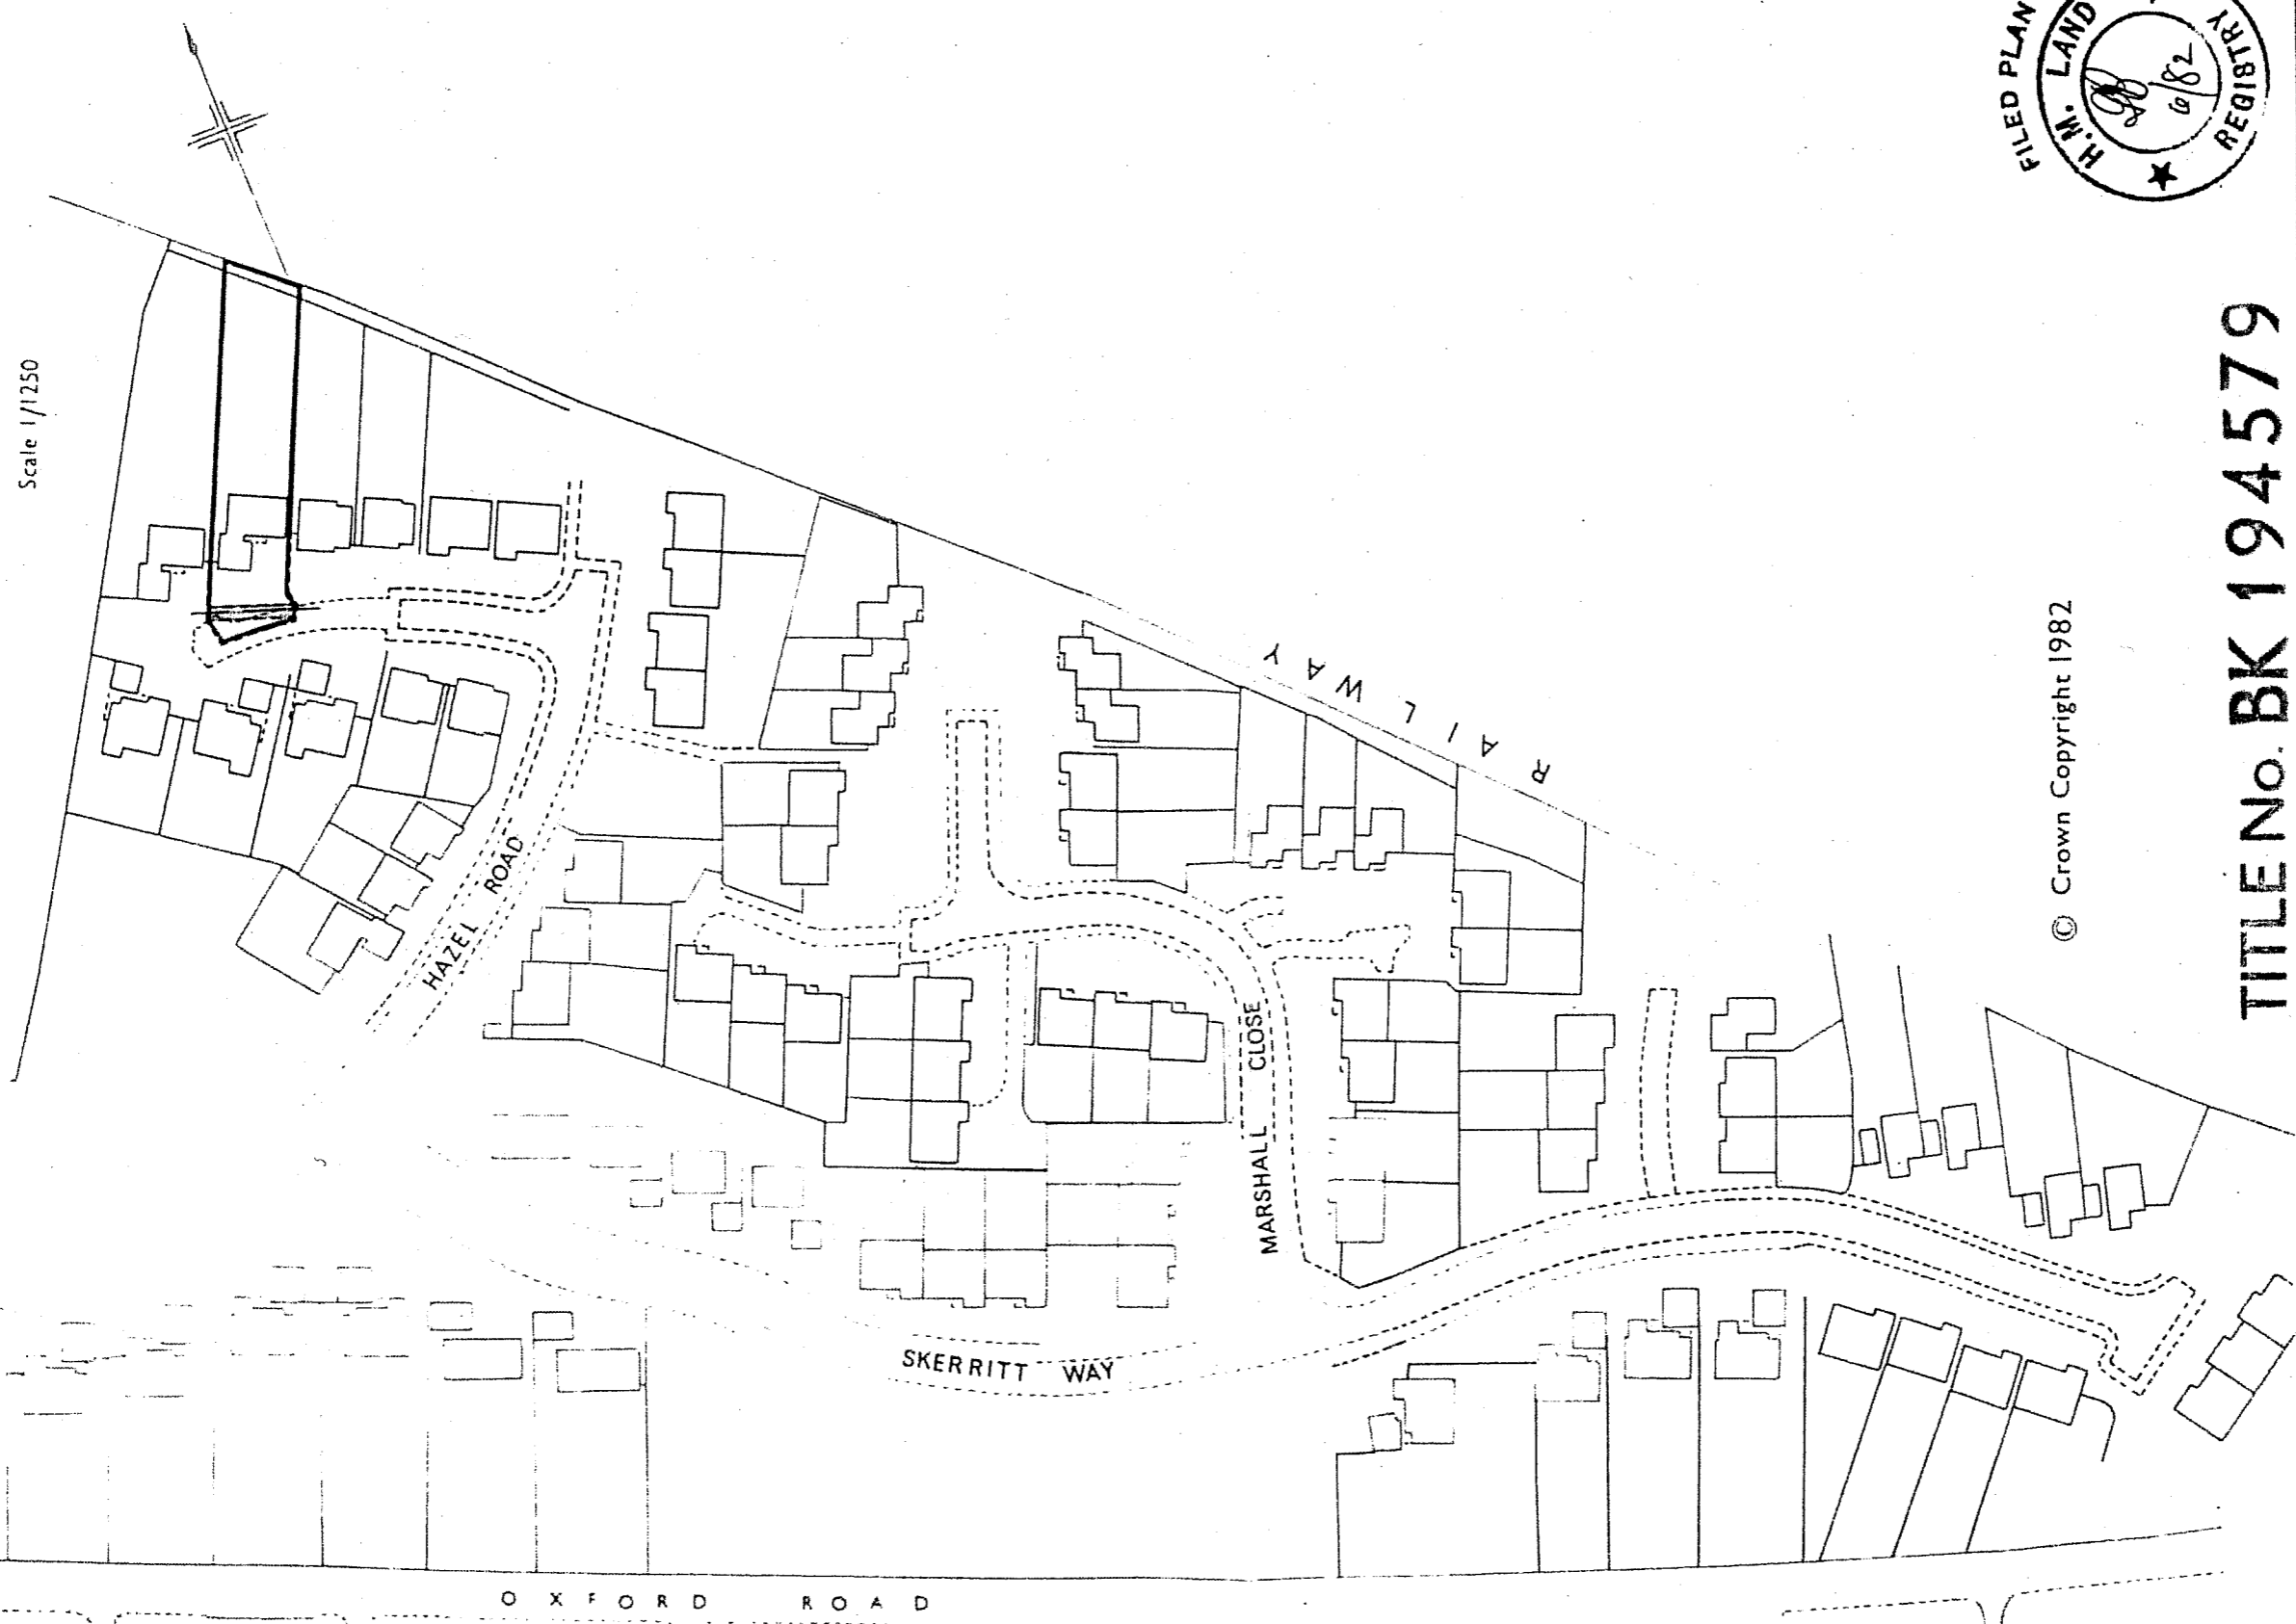 FILED PLAN
H.M. LAND REGISTRY
6/82
Scale 1/1250
TITLE No. BK 194579
© Crown Copyright 1982
RAILWAY
HAZEL ROAD
MARSHALL CLOSE
SKERRITT WAY
OXFORD ROAD